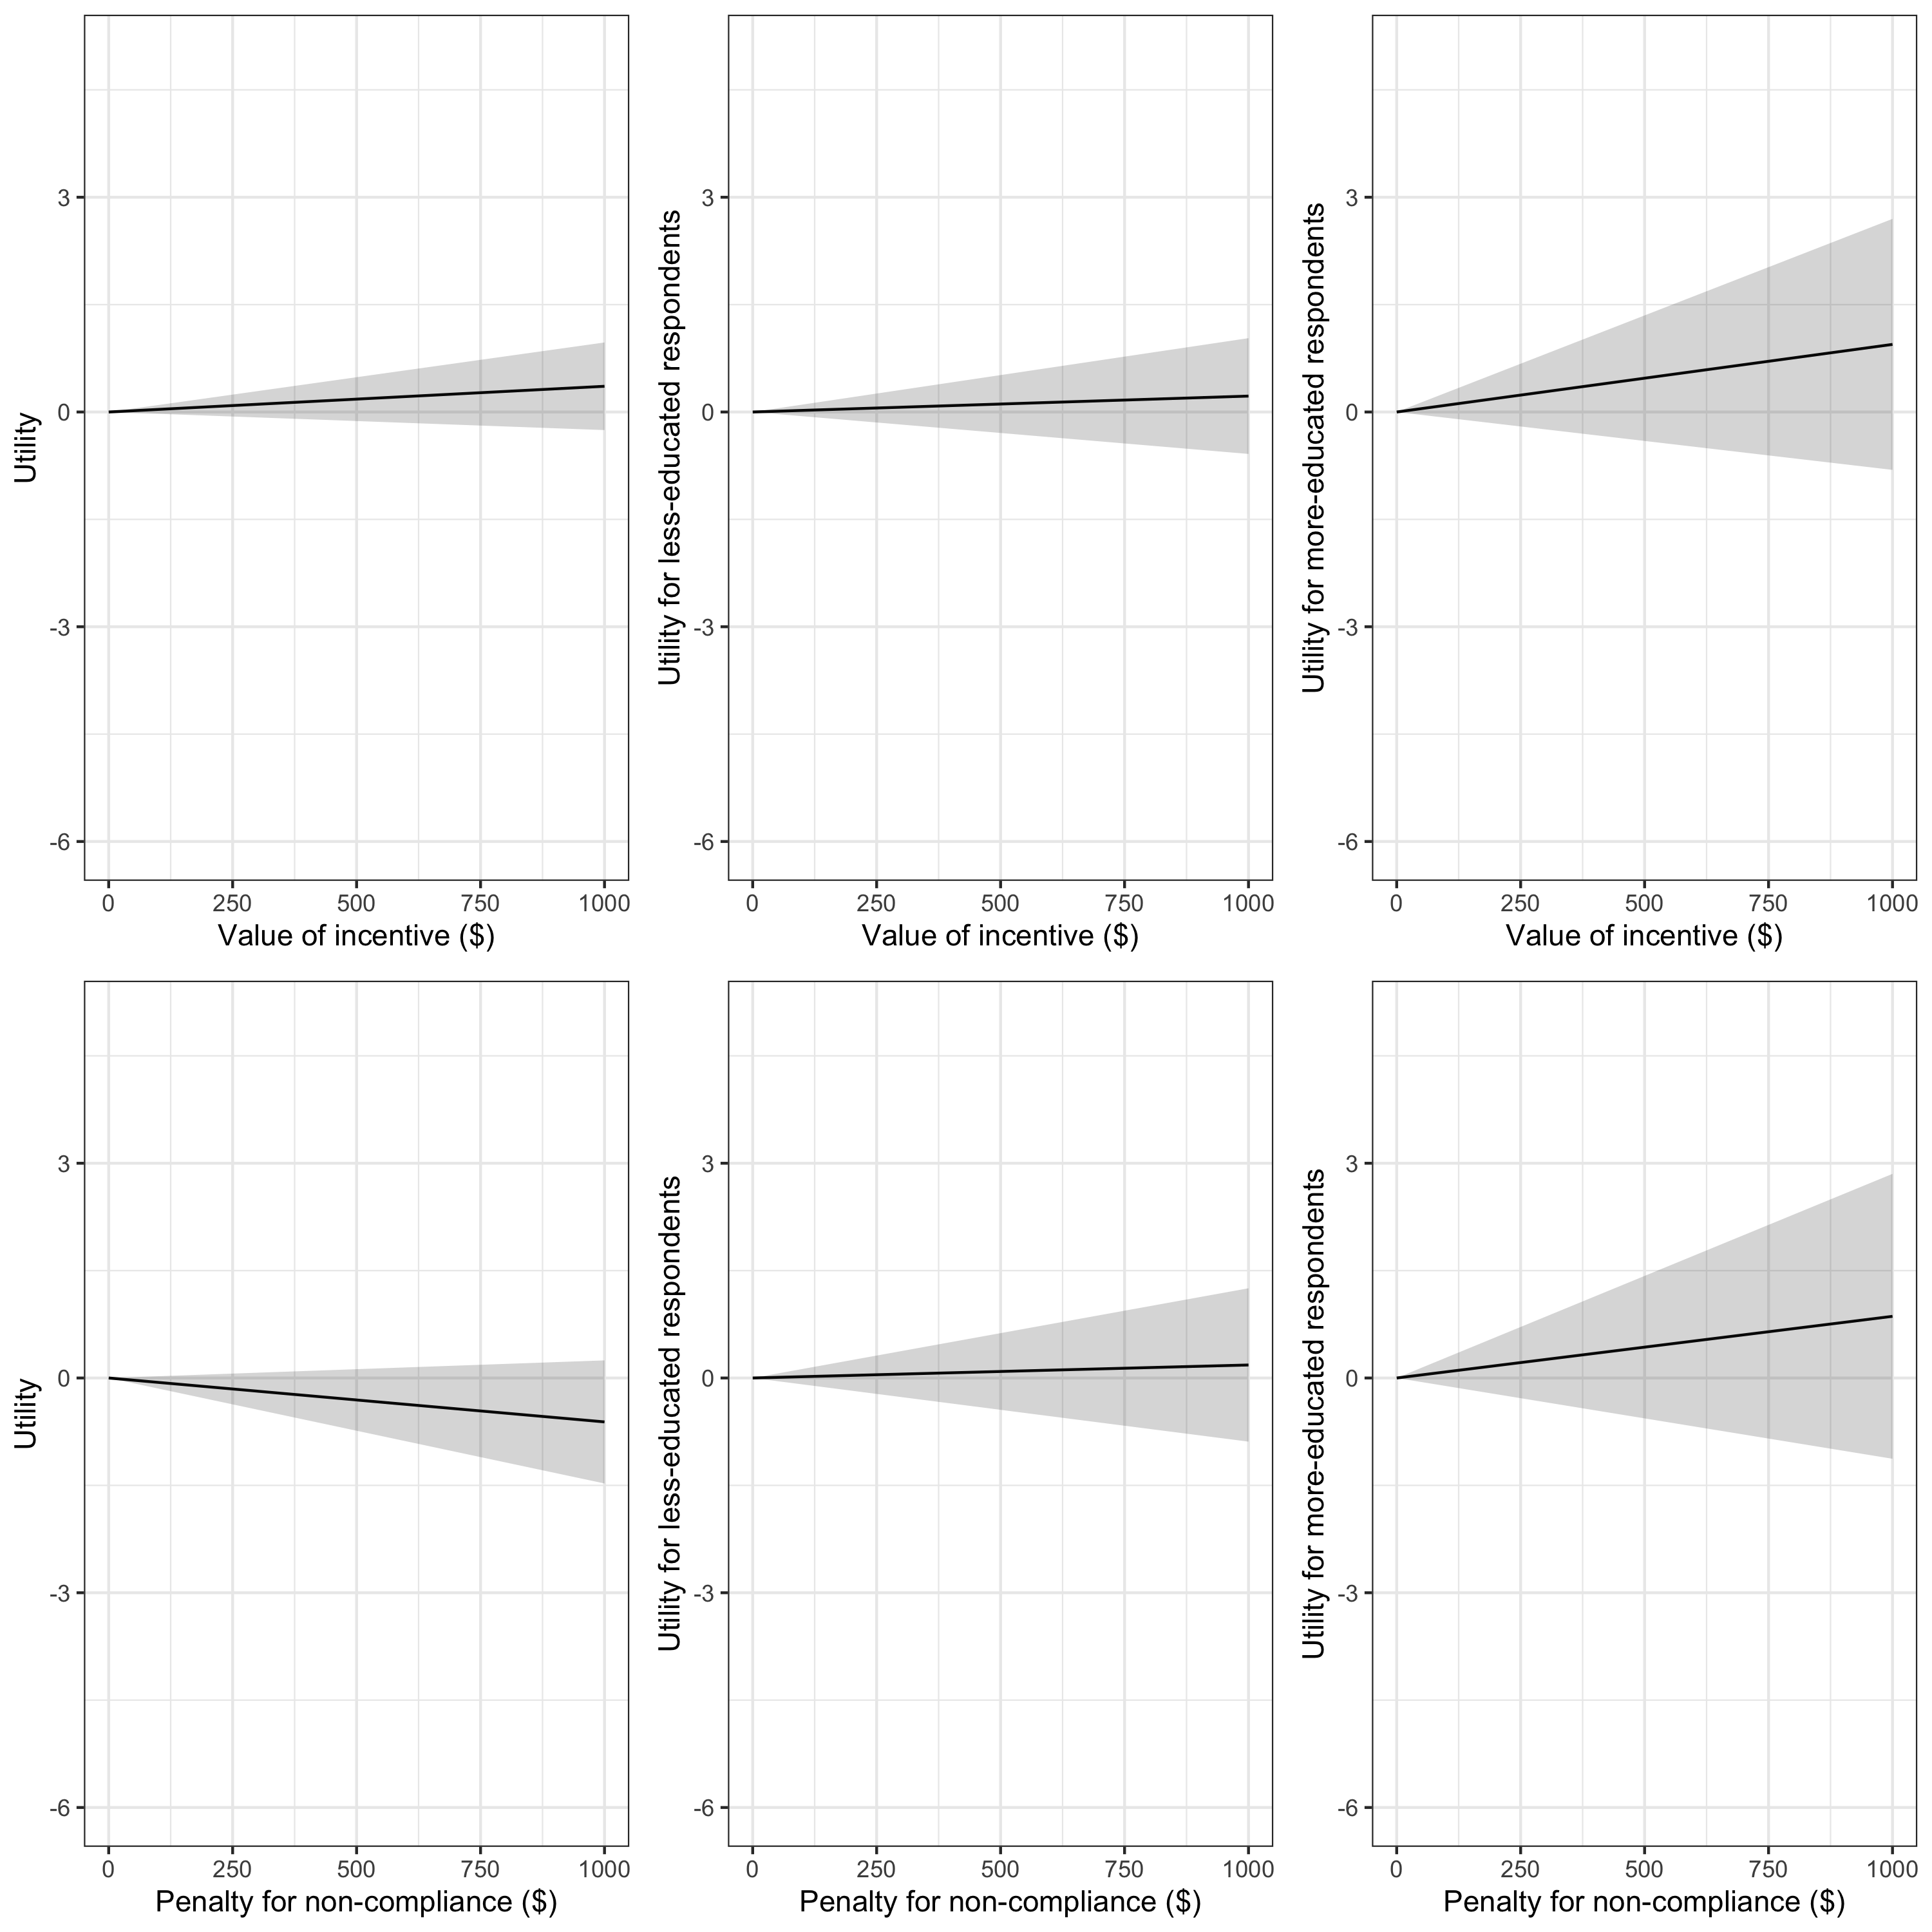 Utility
3
0
-3
-6
0 250 500 750 1000
Value of incentive ($)
Utility for less-educated respondents
3
0
-3
-6
0 250 500 750 1000
Value of incentive ($)
Utility for more-educated respondents
3
0
-3
-6
0 250 500 750 1000
Value of incentive ($)
Utility
3
0
-3
-6
0 250 500 750 1000
Penalty for non-compliance ($)
Utility for less-educated respondents
3
0
-3
-6
0 250 500 750 1000
Penalty for non-compliance ($)
Utility for more-educated respondents
3
0
-3
-6
0 250 500 750 1000
Penalty for non-compliance ($)